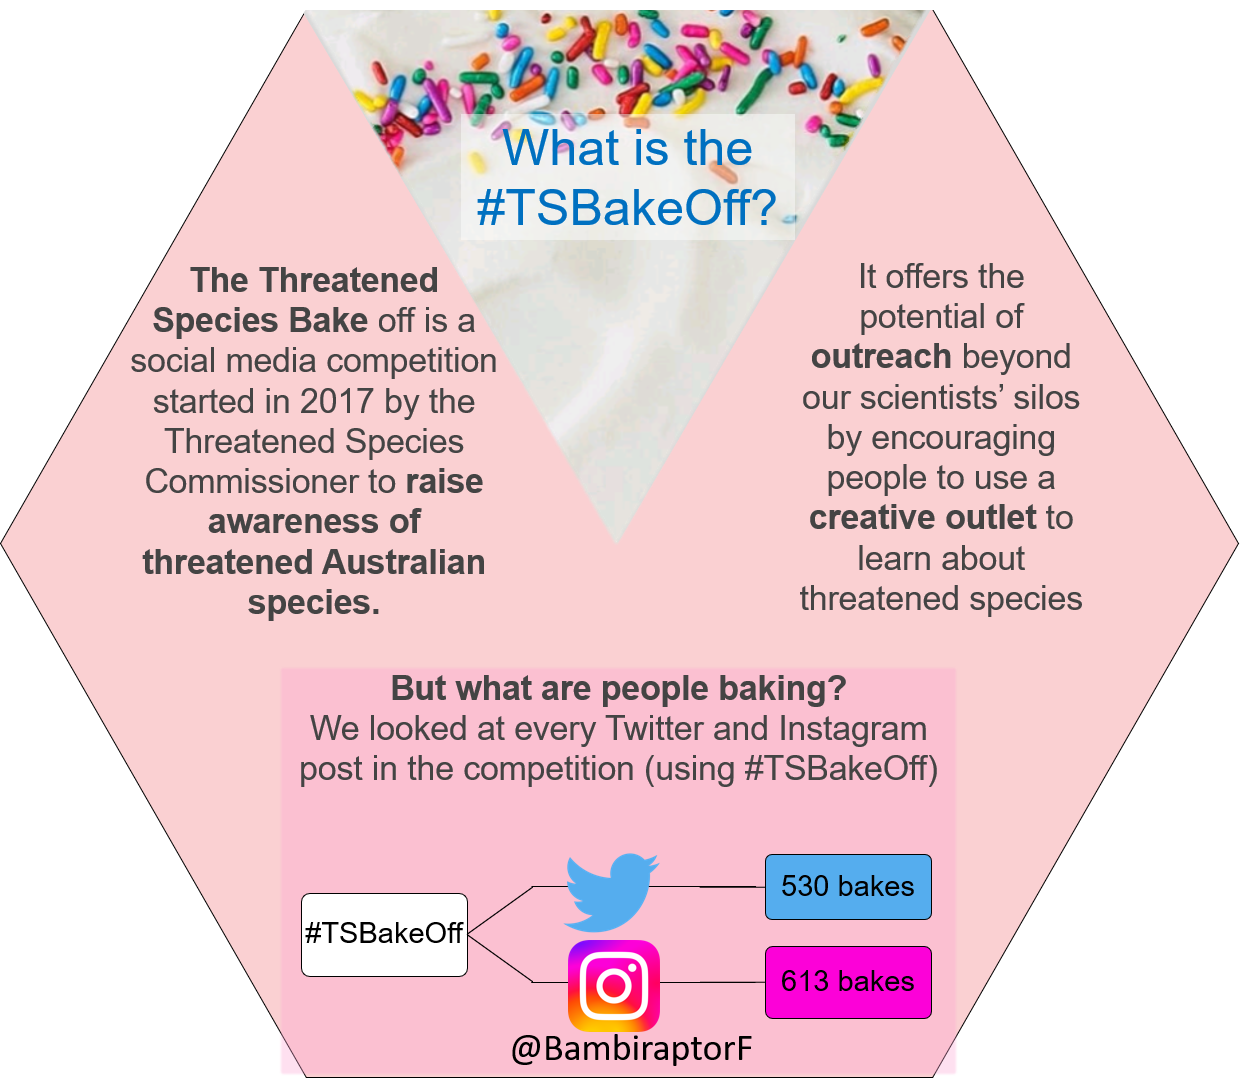 What is the
#TSBakeOff?
The Threatened
Species Bake off is a
social media competition
started in 2017 by the
Threatened Species
Commissioner to raise
awareness of
threatened Australian
species.
It offers the
potential of
outreach beyond
our scientists’ silos
by encouraging
people to use a
creative outlet to
learn about
threatened species
But what are people baking?
We looked at every Twitter and Instagram
post in the competition (using #TSBakeOff)
#TSBakeOff
530 bakes
613 bakes
@BambiraptorF